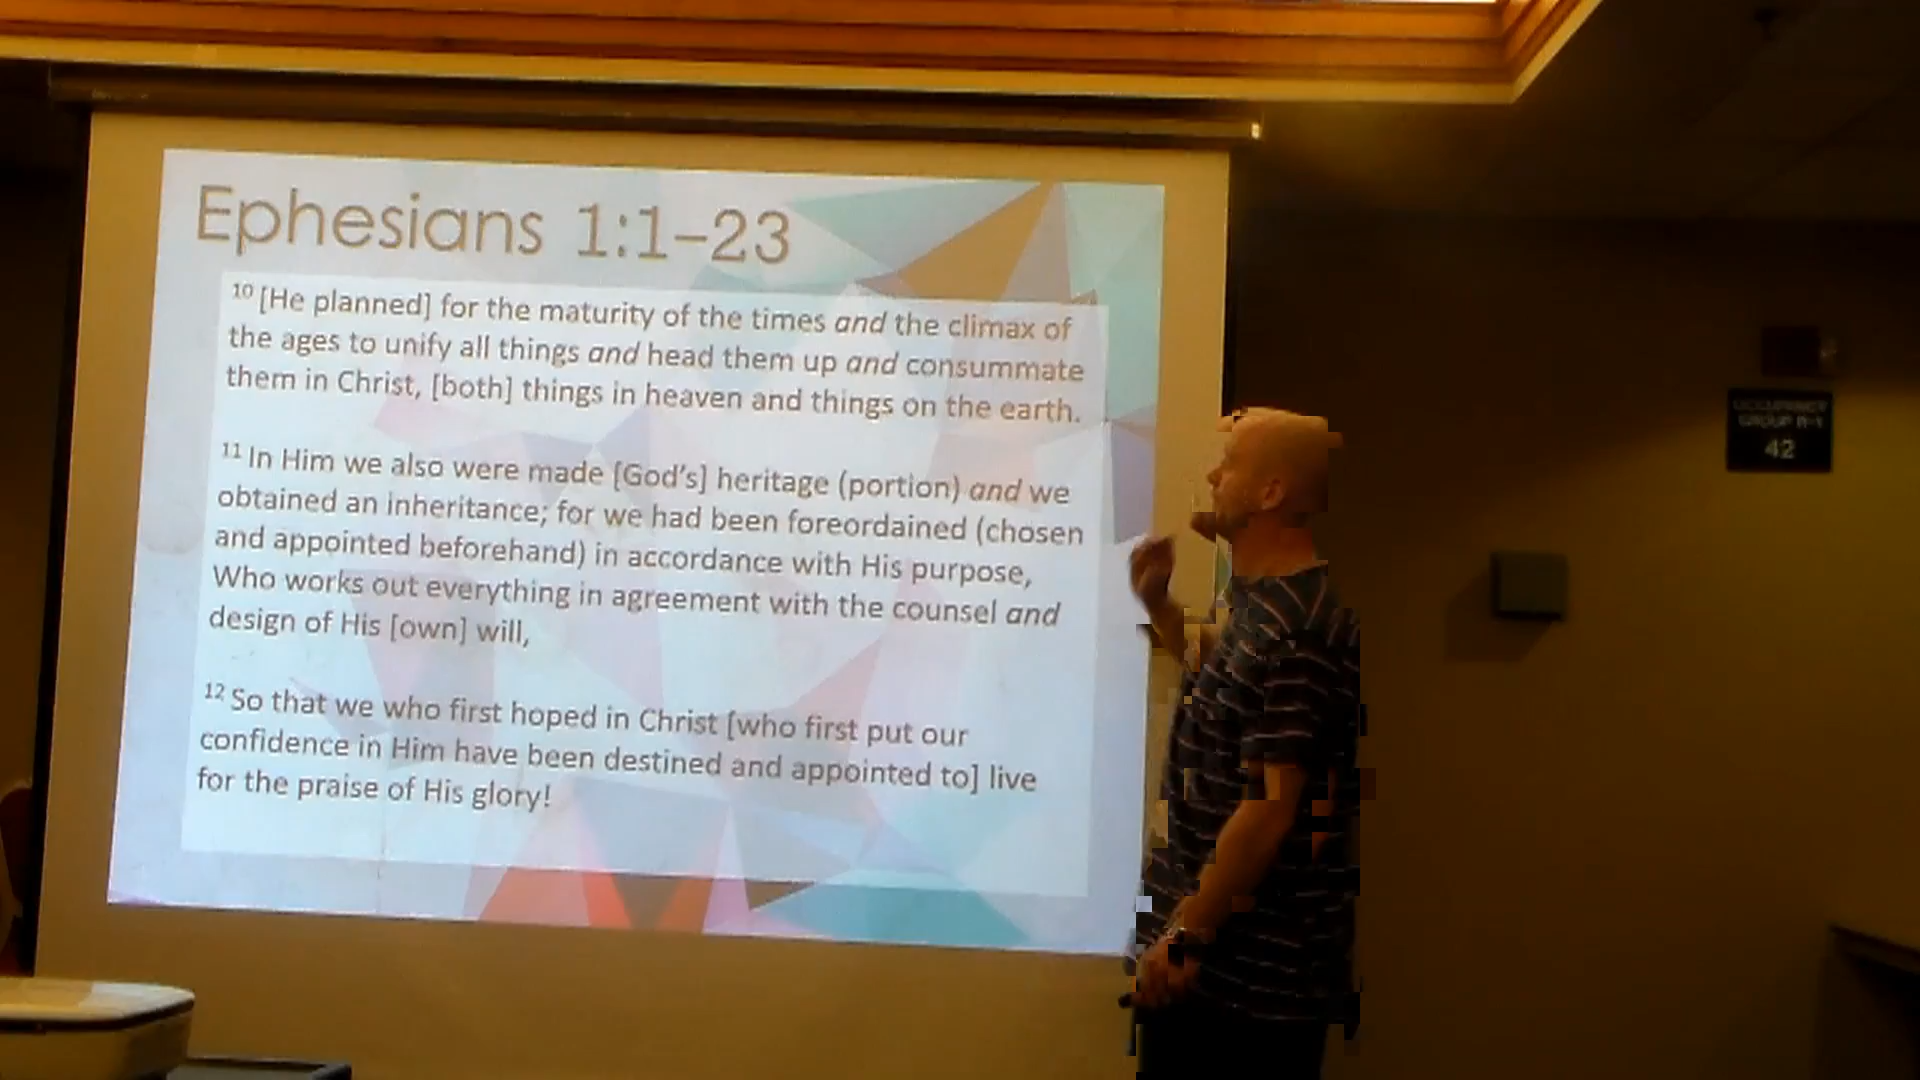 Ephesians 1:1–23
10 [He planned] for the maturity of the times and the climax of
the ages to unify all things and head them up and consummate
them in Christ, [both] things in heaven and things on the earth.
11 In Him we also were made [God's] heritage (portion) and we
obtained an inheritance; for we had been foreordained (chosen
and appointed beforehand) in accordance with His purpose,
Who works out everything in agreement with the counsel and
design of His [own] will,
12 So that we who first hoped in Christ [who first put our
confidence in Him have been destined and appointed to] live
for the praise of His glory!
OCCUPANCY
GROUP
42